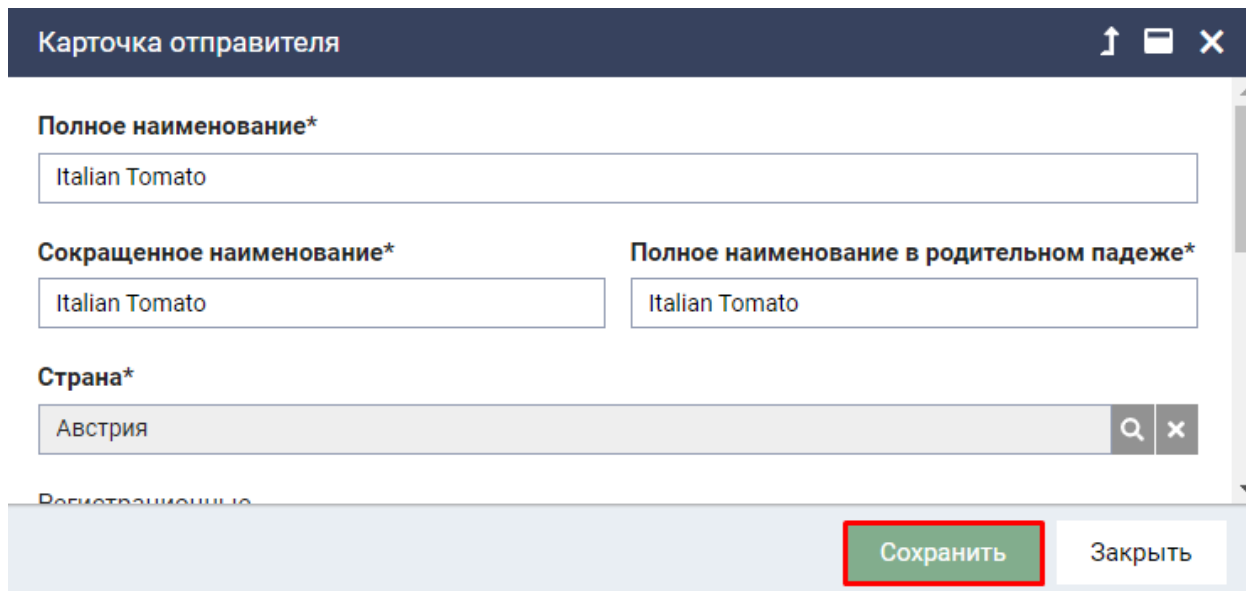 Карточка отправителя
Полное наименование*
Italian Tomato
Сокращенное наименование* Полное наименование в родительном падеже*
Italian Tomato Italian Tomato
Страна*
Австрия
Регистрационные
Сохранить Закрыть